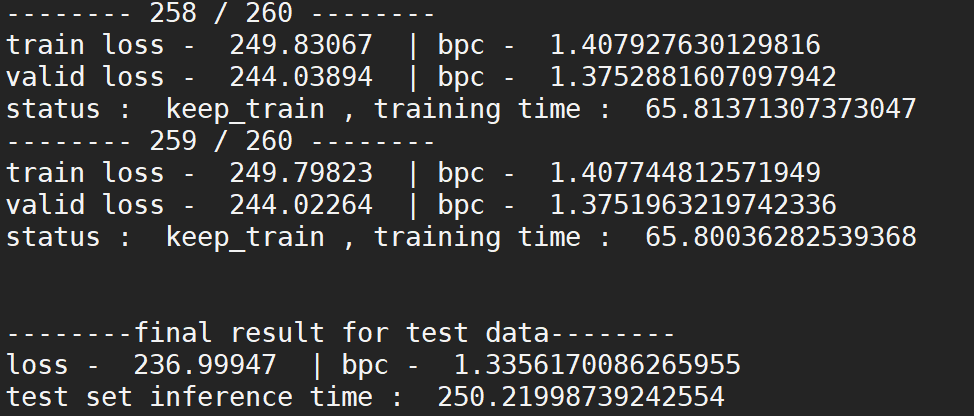 -------- 258 / 260 --------
train loss -  249.83067  | bpc -  1.407927630129816
valid loss -  244.03894  | bpc -  1.3752881607097942
status :  keep_train , training time :  65.81371307373047
-------- 259 / 260 --------
train loss -  249.79823  | bpc -  1.407744812571949
valid loss -  244.02264  | bpc -  1.3751963219742336
status :  keep_train , training time :  65.80036282539368
--------final result for test data--------
loss -  236.99947  | bpc -  1.3356170086265955
test set inference time :  250.21998739242554